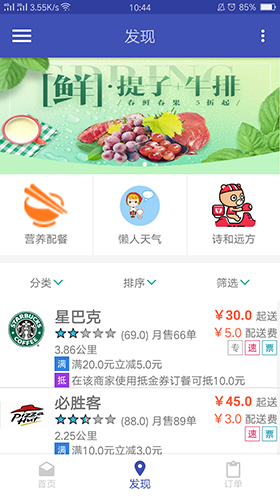 3.55K/s
10:44
85%
发现
SPRING
[鲜]·提子+牛排
春鲜春果 5折起
营养配餐
懒人天气
诗和远方
分类
排序
筛选
STARBUCKS
COFFEE
星巴克
¥30.0 起送
(69.0) 月售66单
¥5.0 配送费
3.86公里
专 速 票
满 满20.0元立减5.0元
抵 在该商家使用抵金券订餐可抵10.0元
Pizza
Hut
必胜客
¥45.0 起送
(88.0) 月售89单
¥3.0 配送费
2.25公里
速 票
满 满50.0元立减10.0元
首页
发现
订单